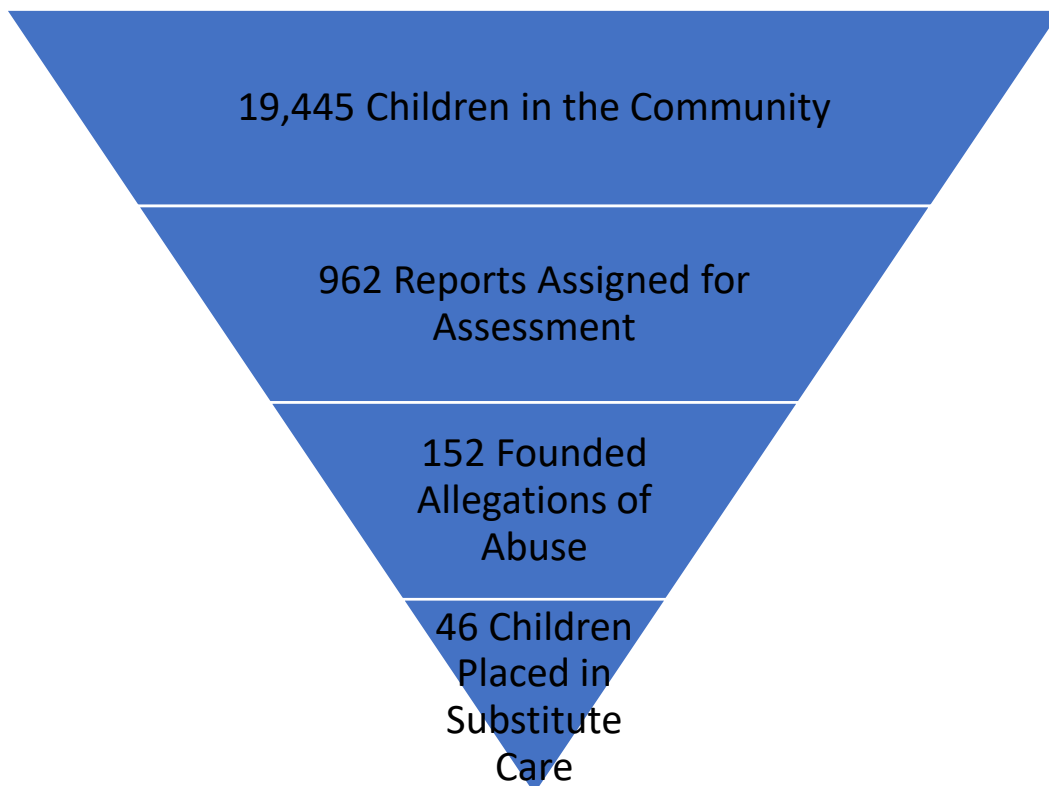 19,445 Children in the Community
962 Reports Assigned for
Assessment
152 Founded
Allegations of
Abuse
46 Children
Placed in
Substitute
Care